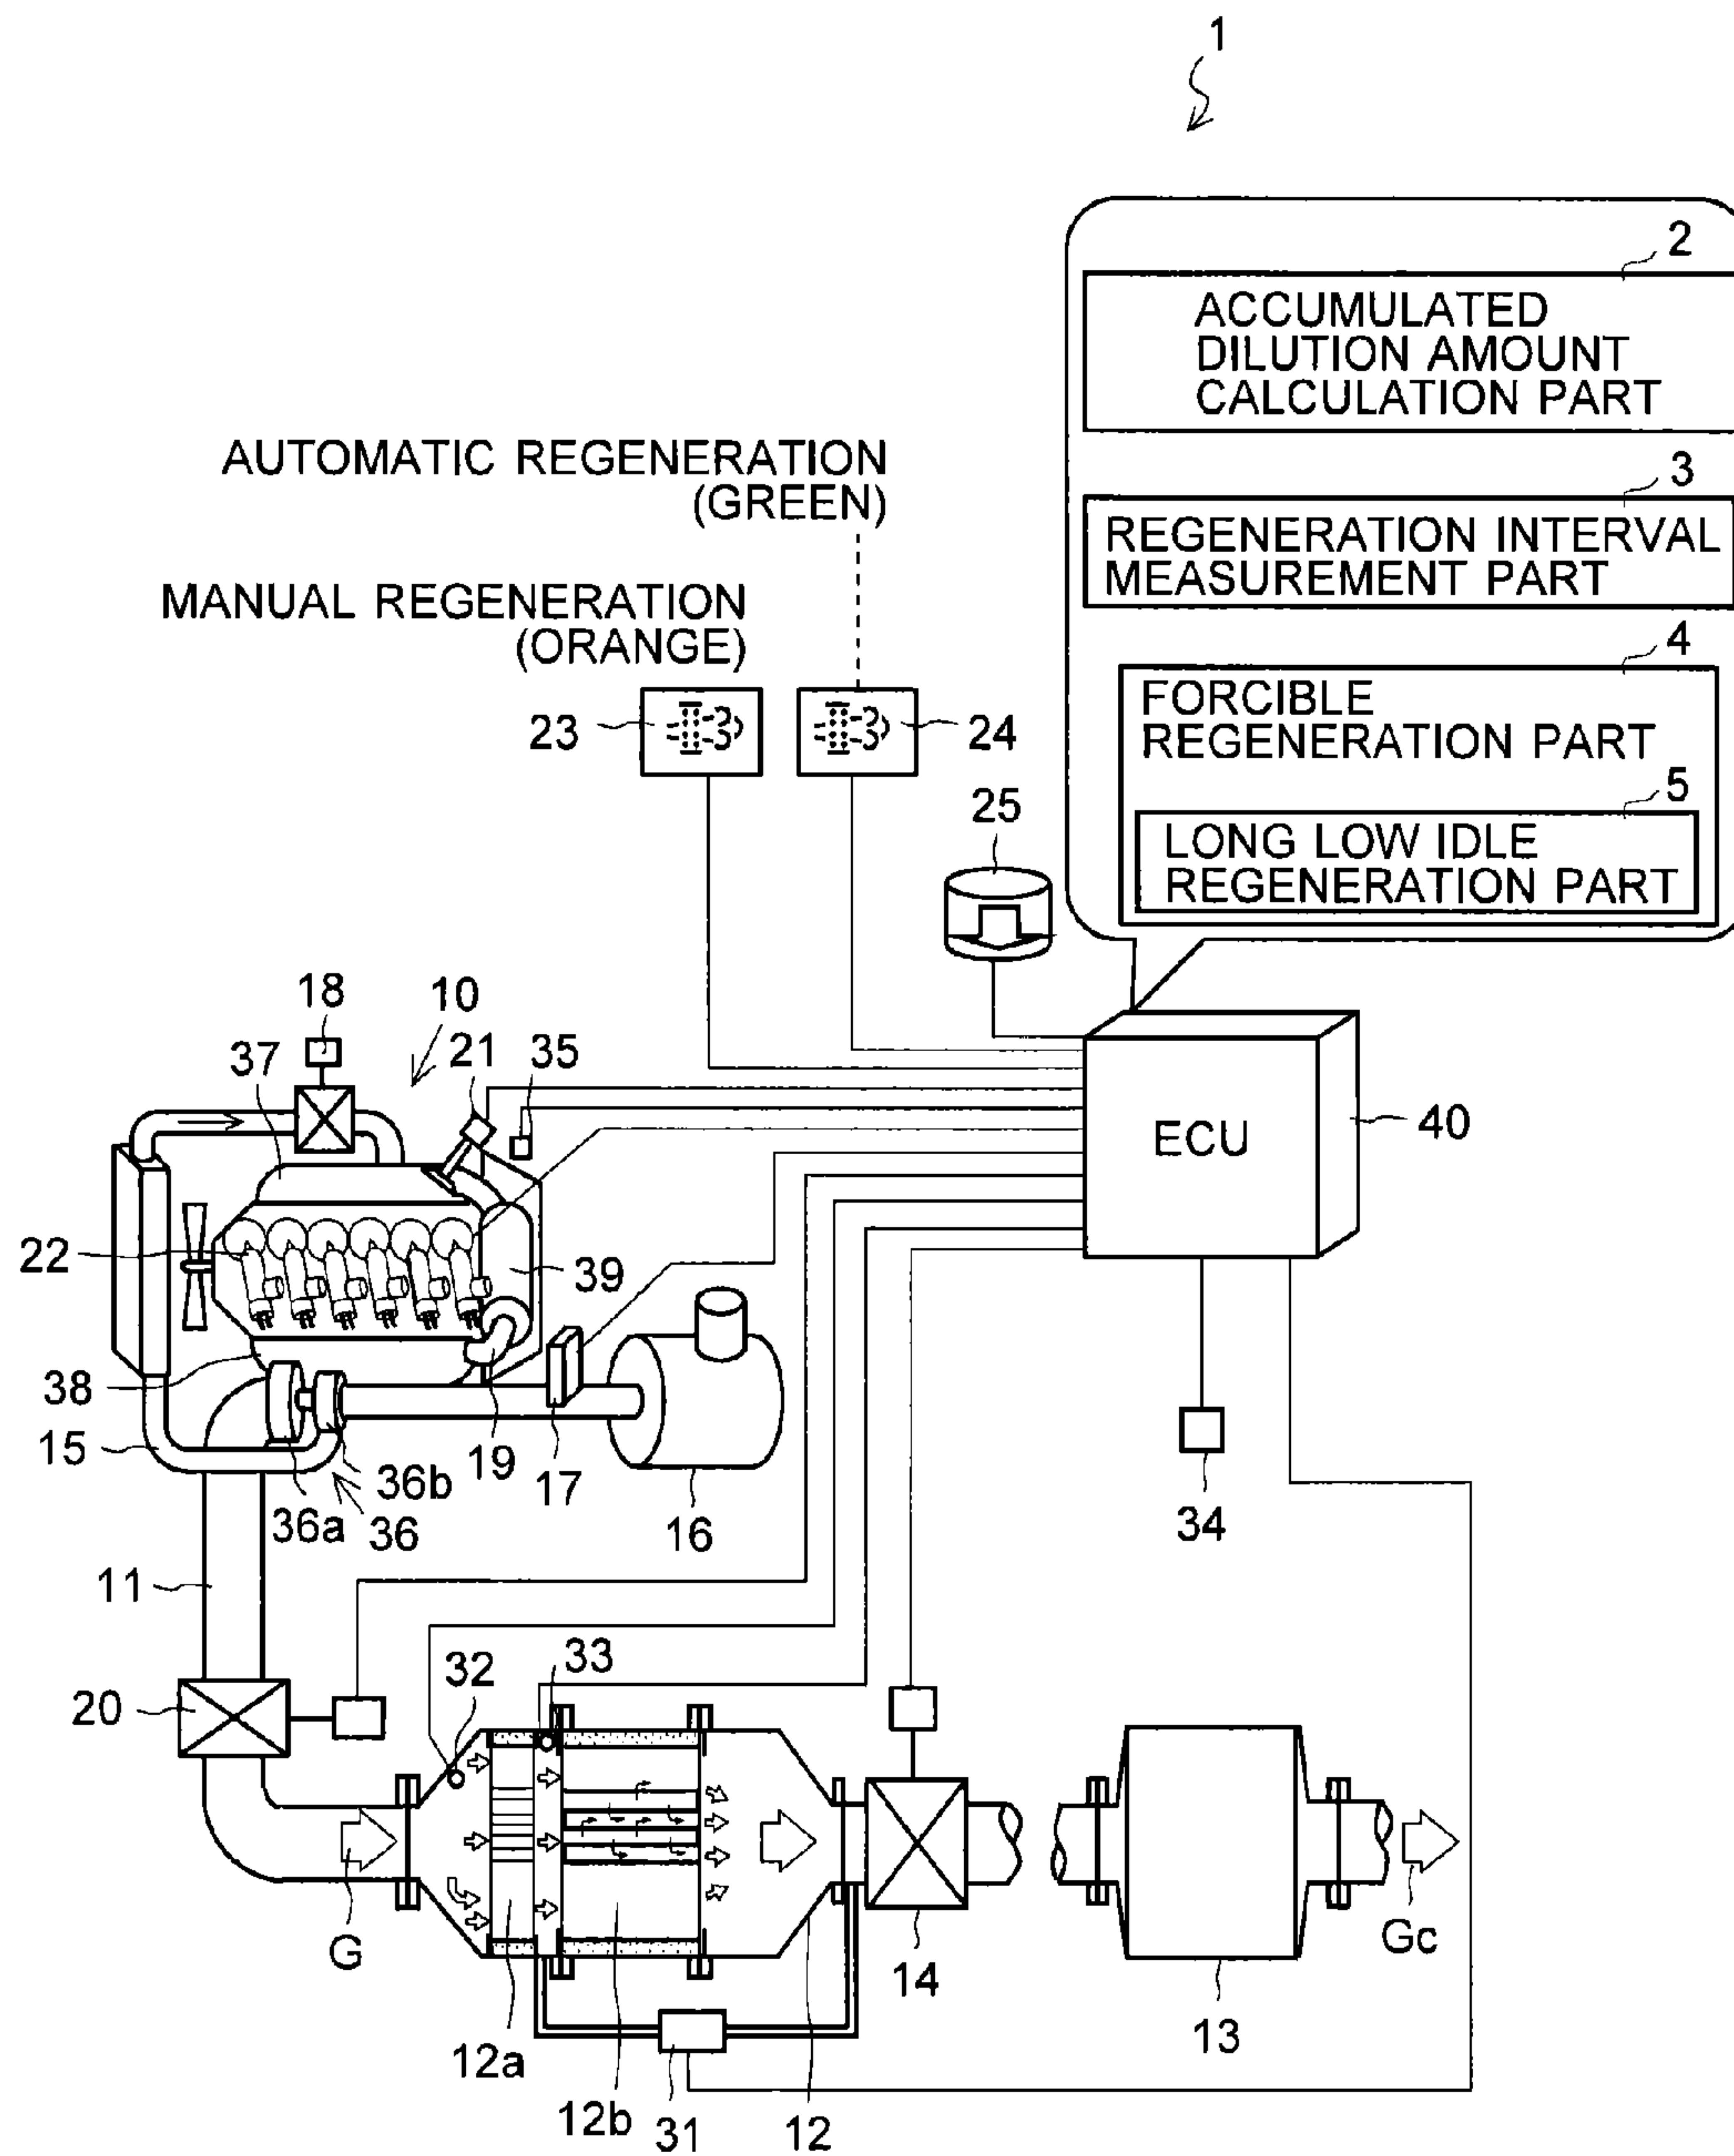 1
2
ACCUMULATED
DILUTION AMOUNT
CALCULATION PART
AUTOMATIC REGENERATION
(GREEN)
3
REGENERATION INTERVAL
MEASUREMENT PART
MANUAL REGENERATION
(ORANGE)
4
FORCIBLE
REGENERATION PART
23
24
5
LONG LOW IDLE
REGENERATION PART
25
18
10
37
21
35
ECU
40
22
39
38
15
36b
19
17
36a
36
16
34
11
32
33
20
G
Gc
14
12a
13
12b
31
12